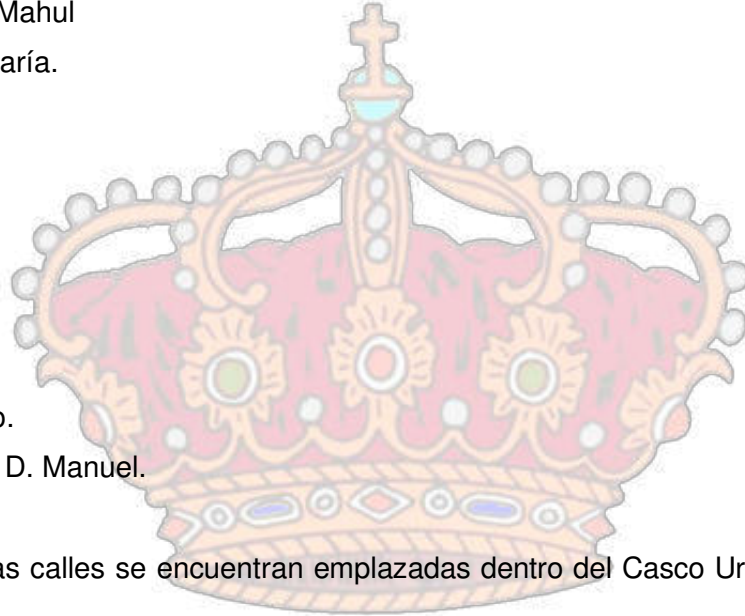 Mahul
aría.
o.
D. Manuel.
as calles se encuentran emplazadas dentro del Casco Ur